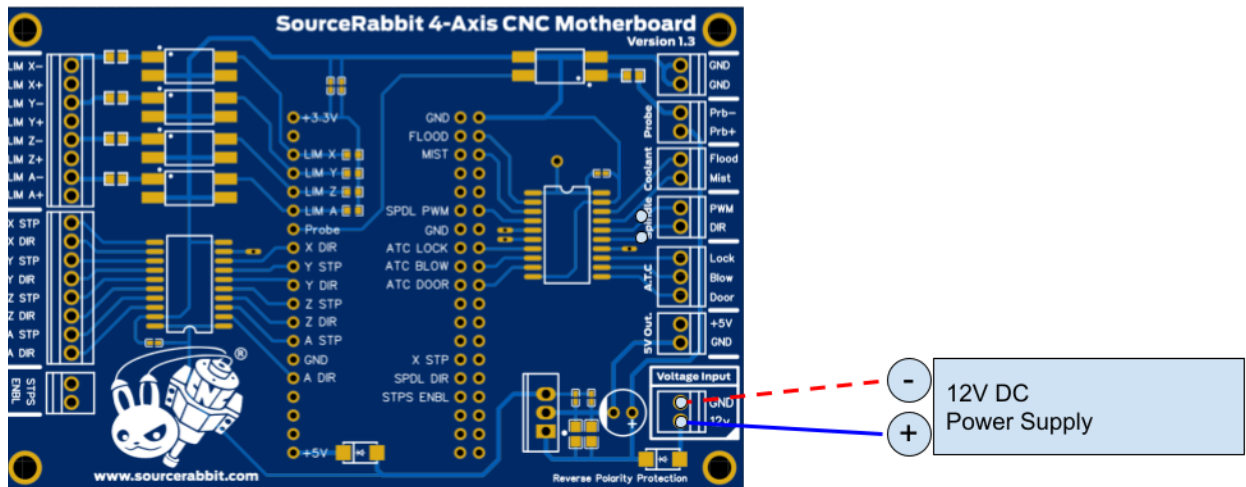 SourceRabbit 4-Axis CNC Motherboard
Version 1.3
LIM X-
LIM X+
LIM Y-
LIM Y+
LIM Z-
LIM Z+
LIM A-
LIM A+
X STP
X DIR
Y STP
Y DIR
Z STP
Z DIR
A STP
A DIR
STPS
ENBL
+3.3V
LIM X
LIM Y
LIM Z
LIM A
Probe
X DIR
Y STP
Y DIR
Z STP
Z DIR
A STP
GND
A DIR
+5V
GND
FLOOD
MIST
SPDL PWM
GND
ATC LOCK
ATC BLOW
ATC DOOR
X STP
SPDL DIR
STPS ENBL
GND
GND
Probe
Prb-
Prb+
Coolant
Flood
Mist
Spindle
PWM
DIR
A.T.C
Lock
Blow
Door
5V Out.
+5V
GND
Voltage Input
GND
12v
+
Reverse Polarity Protection
®
www.sourcerabbit.com
-
+
12V DC
Power Supply